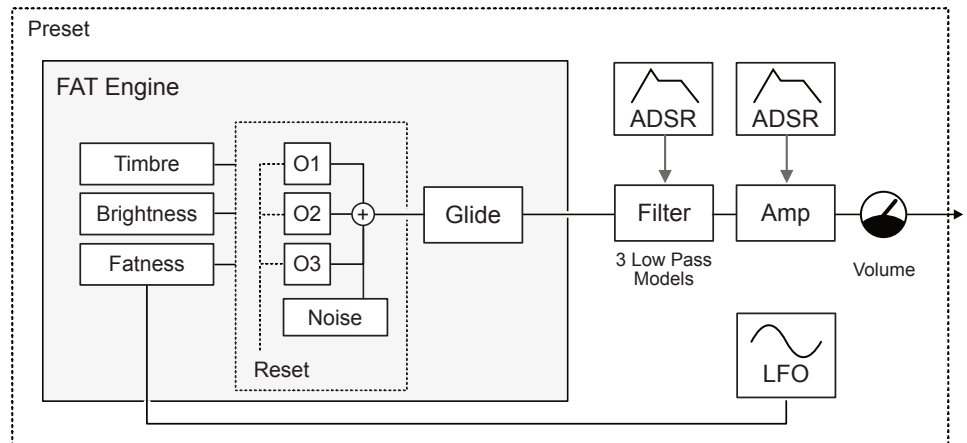 Preset
FAT Engine
ADSR
ADSR
Timbre
O1
Brightness
O2
+
Glide
Filter
Amp
Fatness
O3
3 Low Pass
Models
Volume
Noise
Reset
LFO